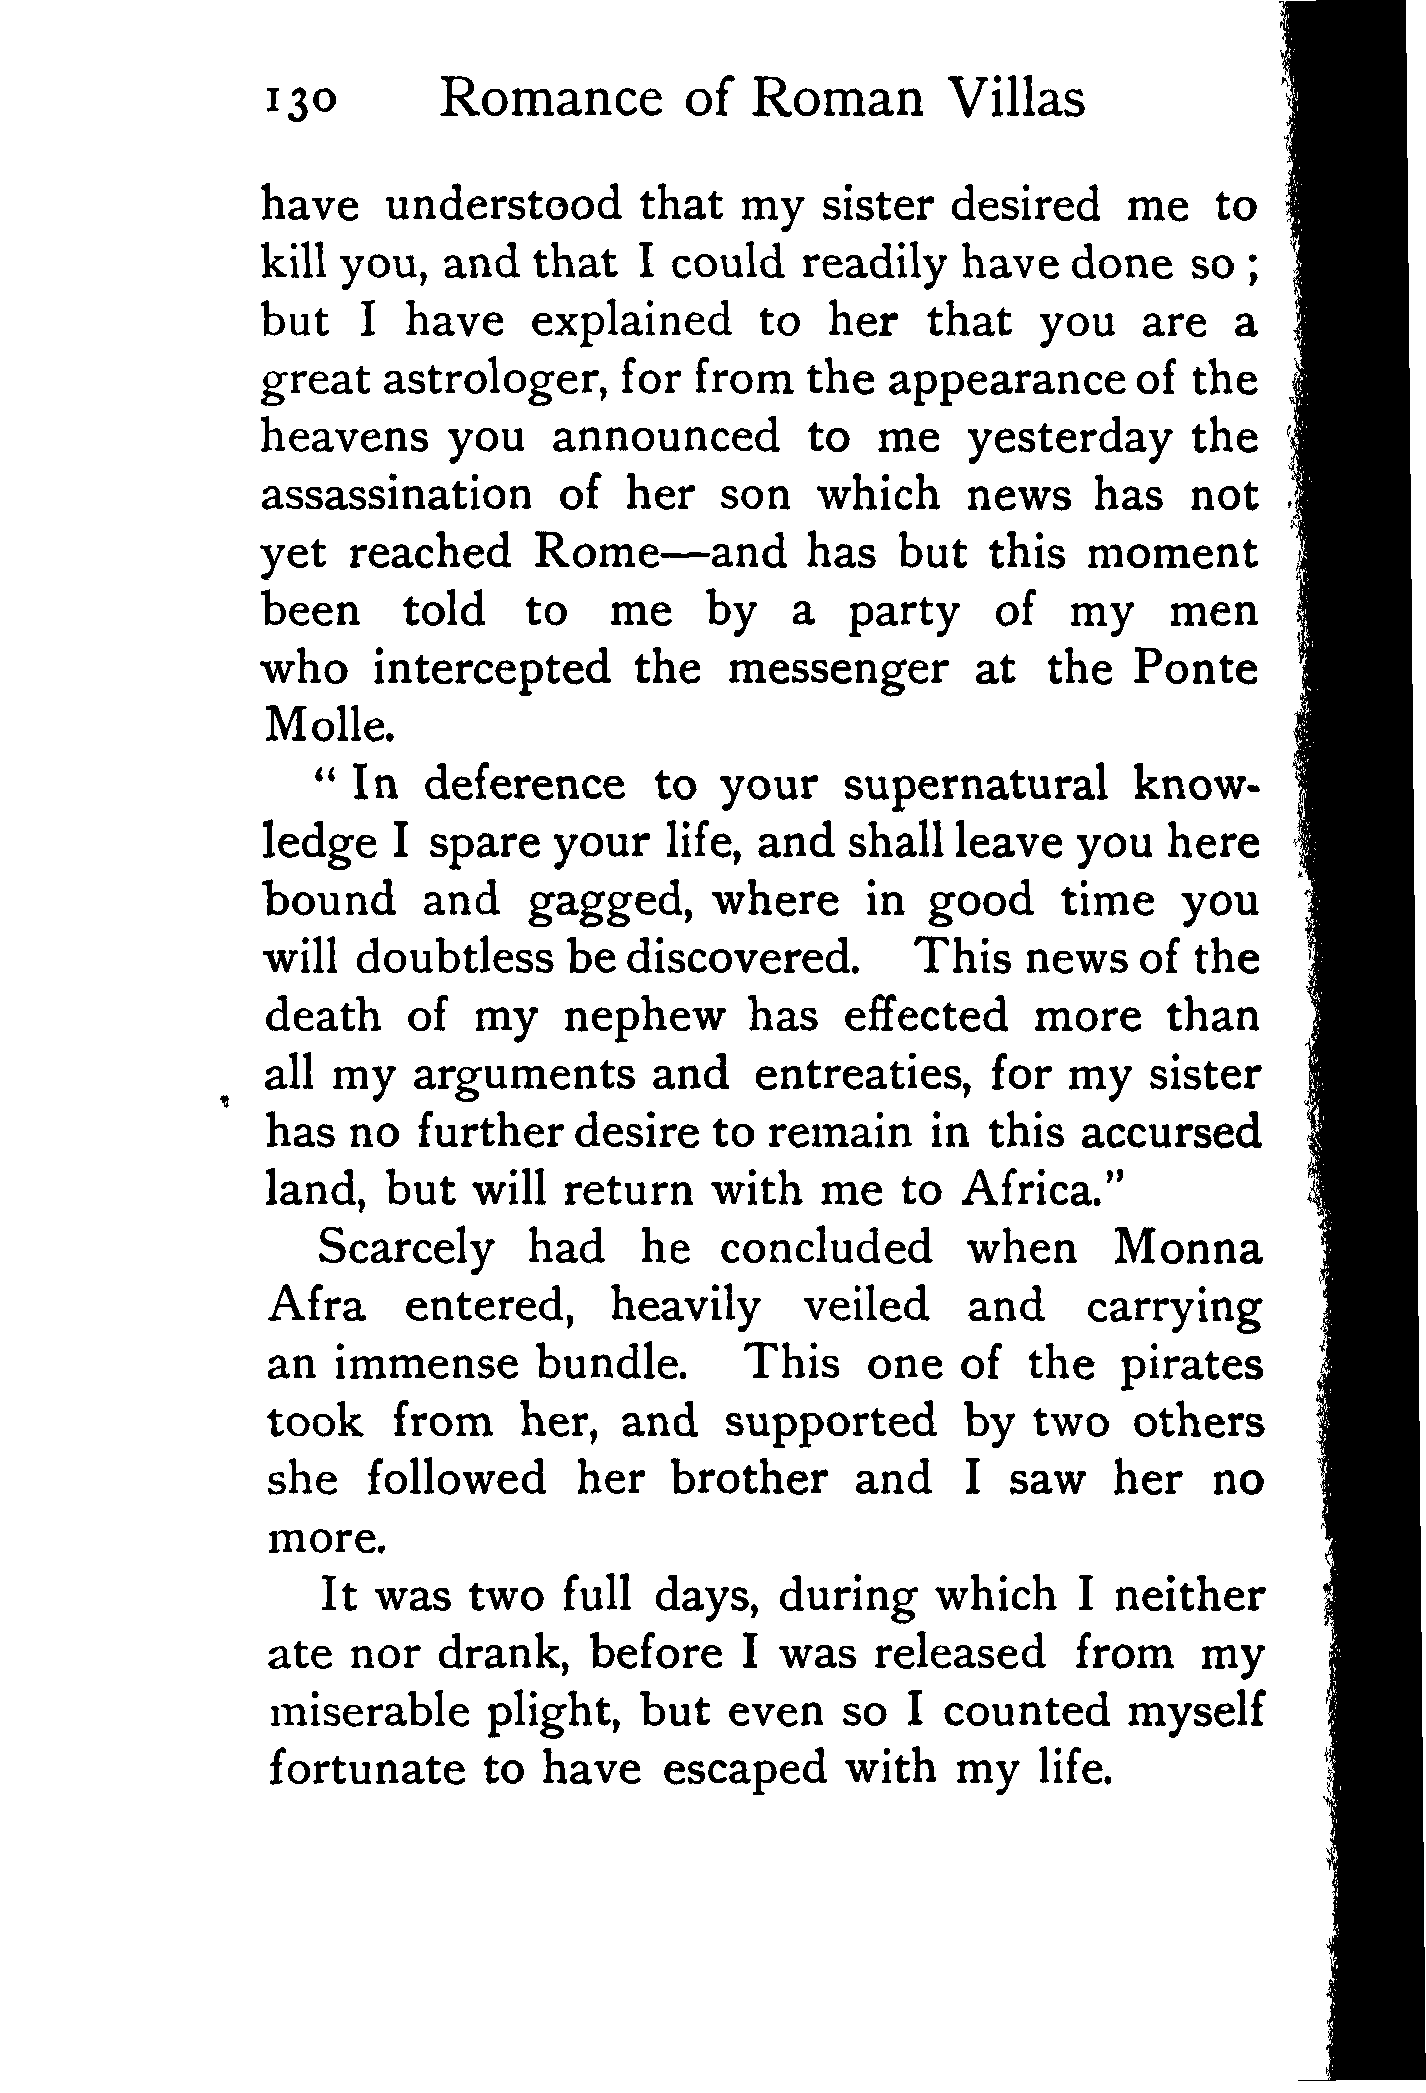 130 Romance of Roman Villas
have understood that my sister desired me to
kill you, and that I could readily have done so ;
but I have explained to her that you are a
great astrologer, for from the appearance of the
heavens you announced to me yesterday the
assassination of her son which news has not
yet reached Rome—and has but this moment
been told to me by a party of my men
who intercepted the messenger at the Ponte
Molle.
“ In deference to your supernatural know-
ledge I spare your life, and shall leave you here
bound and gagged, where in good time you
will doubtless be discovered. This news of the
death of my nephew has effected more than
all my arguments and entreaties, for my sister
has no further desire to remain in this accursed
land, but will return with me to Africa.”
Scarcely had he concluded when Monna
Afra entered, heavily veiled and carrying
an immense bundle. This one of the pirates
took from her, and supported by two others
she followed her brother and I saw her no
more.
It was two full days, during which I neither
ate nor drank, before I was released from my
miserable plight, but even so I counted myself
fortunate to have escaped with my life.